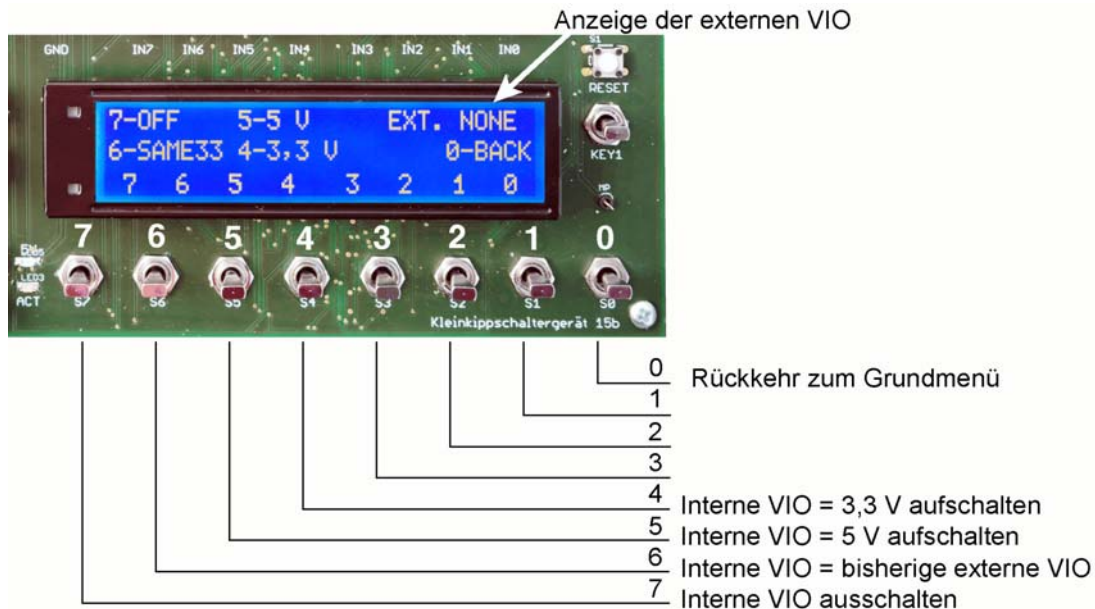 Anzeige der externen VIO
GND IN7 IN6 IN5 IN4 IN3 IN2 IN1 IN0 S1
RESET
7-OFF 5-5 V EXT. NONE
6-SAME33 4-3,3 V 0-BACK
KEY1
7 6 5 4 3 2 1 0
MP
7 6 5 4 3 2 1 0
LED3
ACT S7 S6 S5 S4 S3 S2 S1 S0
Kleinkippschaltergerät 15b
0 Rückkehr zum Grundmenü
1
2
3
4 Interne VIO = 3,3 V aufschalten
5 Interne VIO = 5 V aufschalten
6 Interne VIO = bisherige externe VIO
7 Interne VIO ausschalten